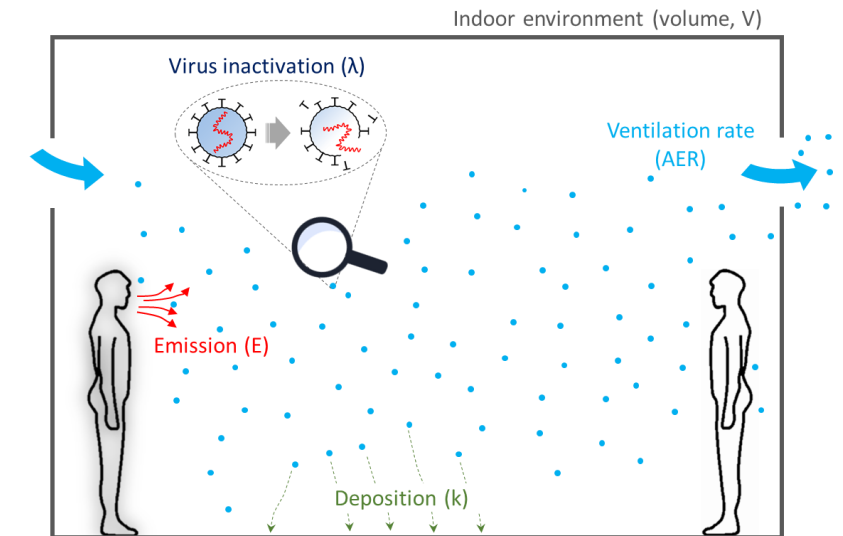 Indoor environment (volume, V)
Virus inactivation (λ)
Ventilation rate
(AER)
Emission (E)
Deposition (k)